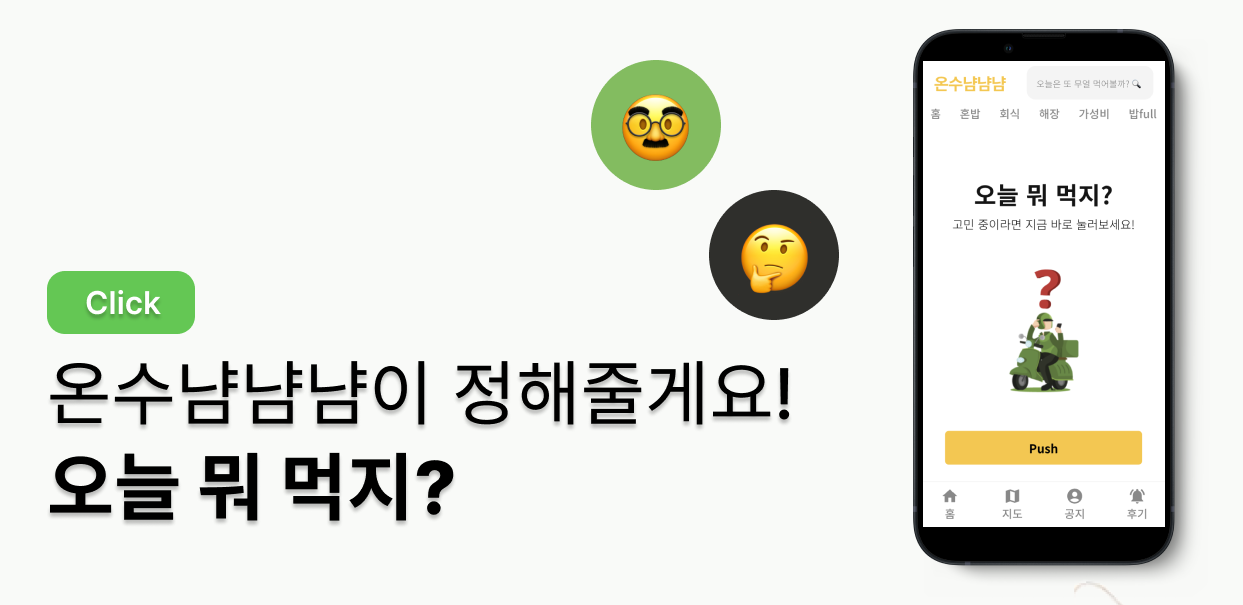 Click
온수냠냠냠이 정해줄게요!
오늘 뭐 먹지?
온수냠냠냠
오늘은 또 무얼 먹어볼까? 🔍
홈 혼밥 회식 해장 가성비 밥full
오늘 뭐 먹지?
고민 중이라면 지금 바로 눌러보세요!
?
Push
홈 지도 공지 후기